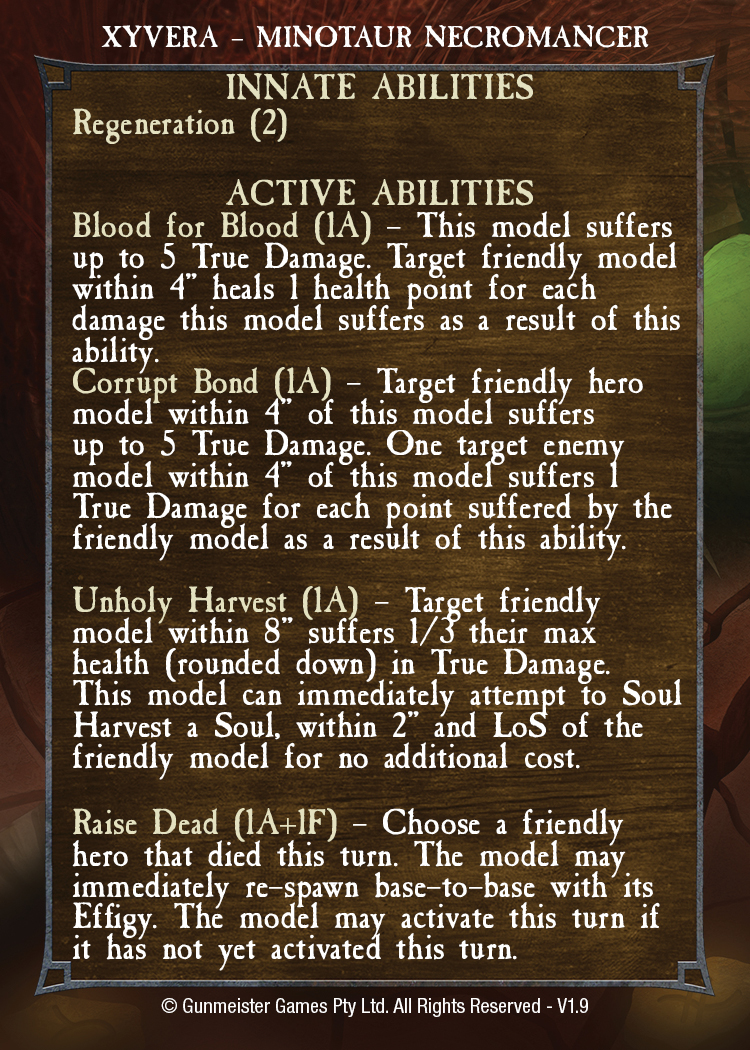 XYVERA – MINOTAUR NECROMANCER
INNATE ABILITIES
Regeneration (2)
ACTIVE ABILITIES
Blood for Blood (1A) – This model suffers
up to 5 True Damage. Target friendly model
within 4” heals 1 health point for each
damage this model suffers as a result of this
ability.
Corrupt Bond (1A) – Target friendly hero
model within 4” of this model suffers
up to 5 True Damage. One target enemy
model within 4” of this model suffers 1
True Damage for each point suffered by the
friendly model as a result of this ability.
Unholy Harvest (1A) – Target friendly
model within 8” suffers 1/3 their max
health (rounded down) in True Damage.
This model can immediately attempt to Soul
Harvest a Soul, within 2” and LoS of the
friendly model for no additional cost.
Raise Dead (1A+1F) – Choose a friendly
hero that died this turn. The model may
immediately re-spawn base-to-base with its
Effigy. The model may activate this turn if
it has not yet activated this turn.
© Gunmeister Games Pty Ltd. All Rights Reserved - V1.9